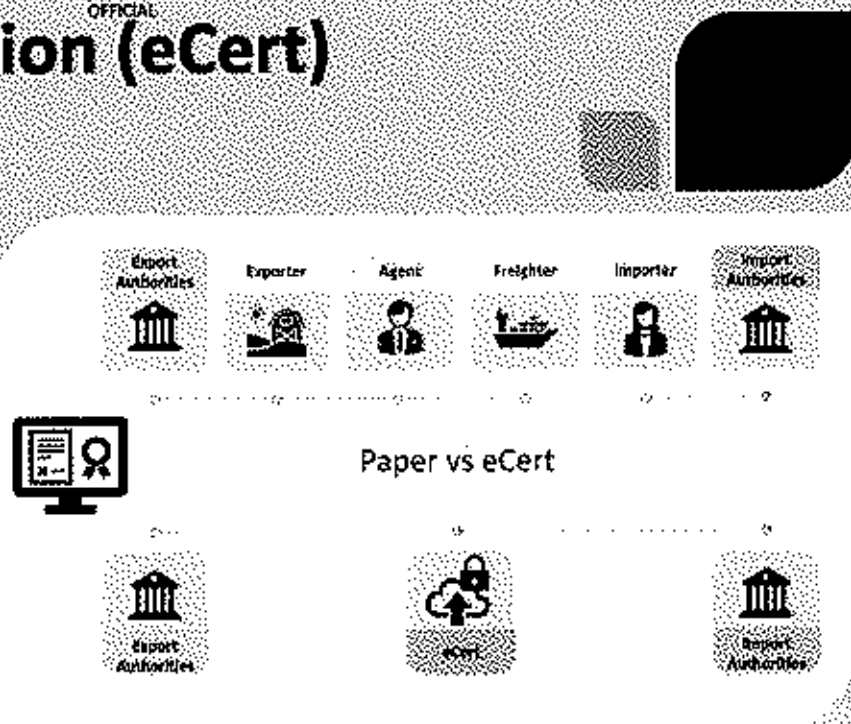 OFFICIAL
ion (eCert)
Export
Authorities
Exporter
Agent
Freighter
Importer
Import
Authorities
Paper vs eCert
Export
Authorities
eCert
Import
Authorities